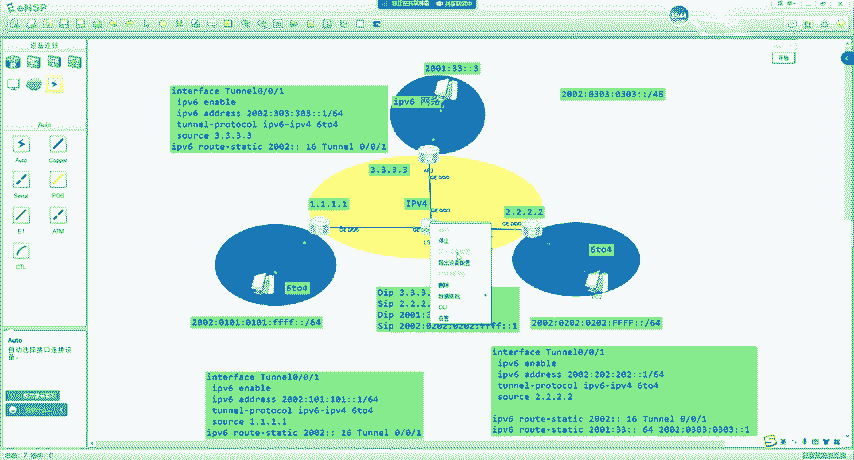 eNSP
2001:33::3
interface Tunnel0/0/1
ipv6 enable
ipv6 address 2002:303:303::1/64
tunnel-protocol ipv6-ipv4 6to4
source 3.3.3.3
ipv6 route-static 2002:: 16 Tunnel 0/0/1
ipv6 网络
2002:0303:0303::/48
Auto
Auto
Copper
Serial
POS
E1
ATM
CTL
3.3.3.3
1.1.1.1
IPV4
2.2.2.2
6to4
6to4
Dip 3.3.3.
Sip 2.2.2.
Dip 2001:3
Sip 2002:0202:0202:ffff::1
CLI
2002:0101:0101:ffff::/64
2002:0202:0202:FFFF::/64
Auto
自动选择接口连接设备。
interface Tunnel0/0/1
ipv6 enable
ipv6 address 2002:101:101::1/64
tunnel-protocol ipv6-ipv4 6to4
source 1.1.1.1
ipv6 route-static 2002:: 16 Tunnel 0/0/1
interface Tunnel0/0/1
ipv6 enable
ipv6 address 2002:202:202::1/64
tunnel-protocol ipv6-ipv4 6to4
source 2.2.2.2
ipv6 route-static 2002:: 16 Tunnel 0/0/1
ipv6 route-static 2001:33:: 64 2002:0303:0303::1